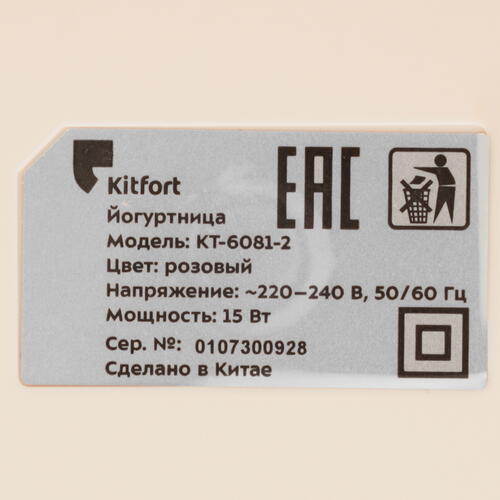 Kitfort
EAC
йогуртница
Модель: КТ-6081-2
Цвет: розовый
Напряжение: ~220–240 В, 50/60 Гц
Мощность: 15 Вт
Сер. №: 0107300928
Сделано в Китае